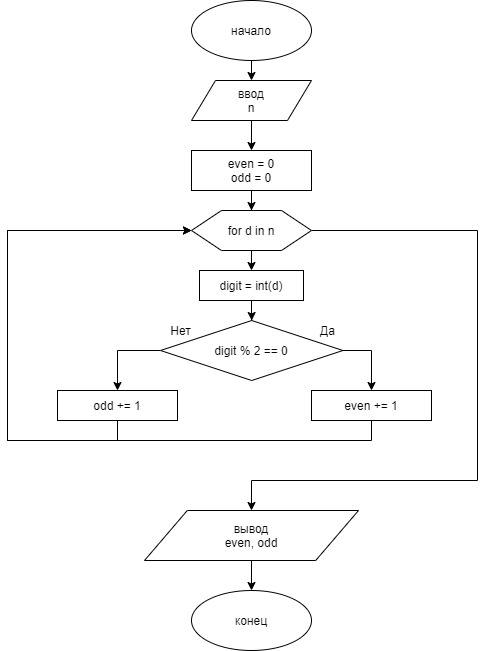 начало
ввод
n
even = 0
odd = 0
for d in n
digit = int(d)
Нет
Да
digit % 2 == 0
odd += 1
even += 1
вывод
even, odd
конец